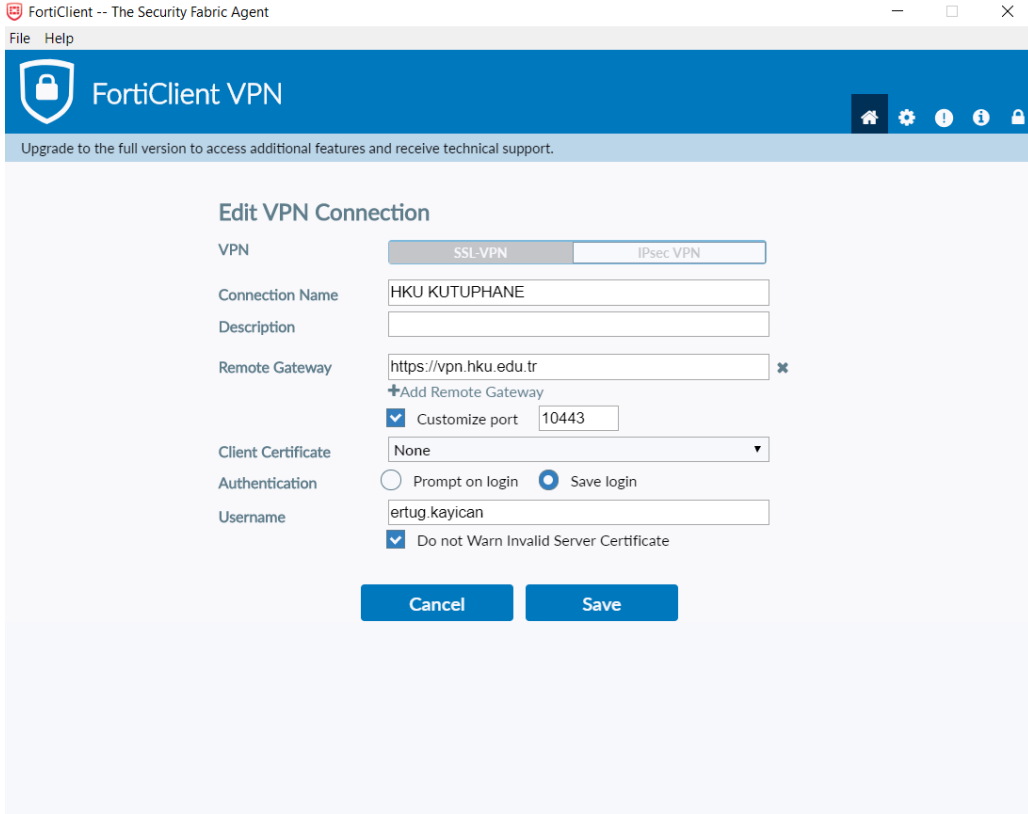 FortiClient -- The Security Fabric Agent
File Help
FortiClient VPN
Upgrade to the full version to access additional features and receive technical support.
Edit VPN Connection
VPN SSL-VPN IPsec VPN
Connection Name HKU KUTUPHANE
Description
Remote Gateway https://vpn.hku.edu.tr
+Add Remote Gateway
Customize port 10443
Client Certificate None
Authentication Prompt on login Save login
Username ertug.kayican
Do not Warn Invalid Server Certificate
Cancel Save